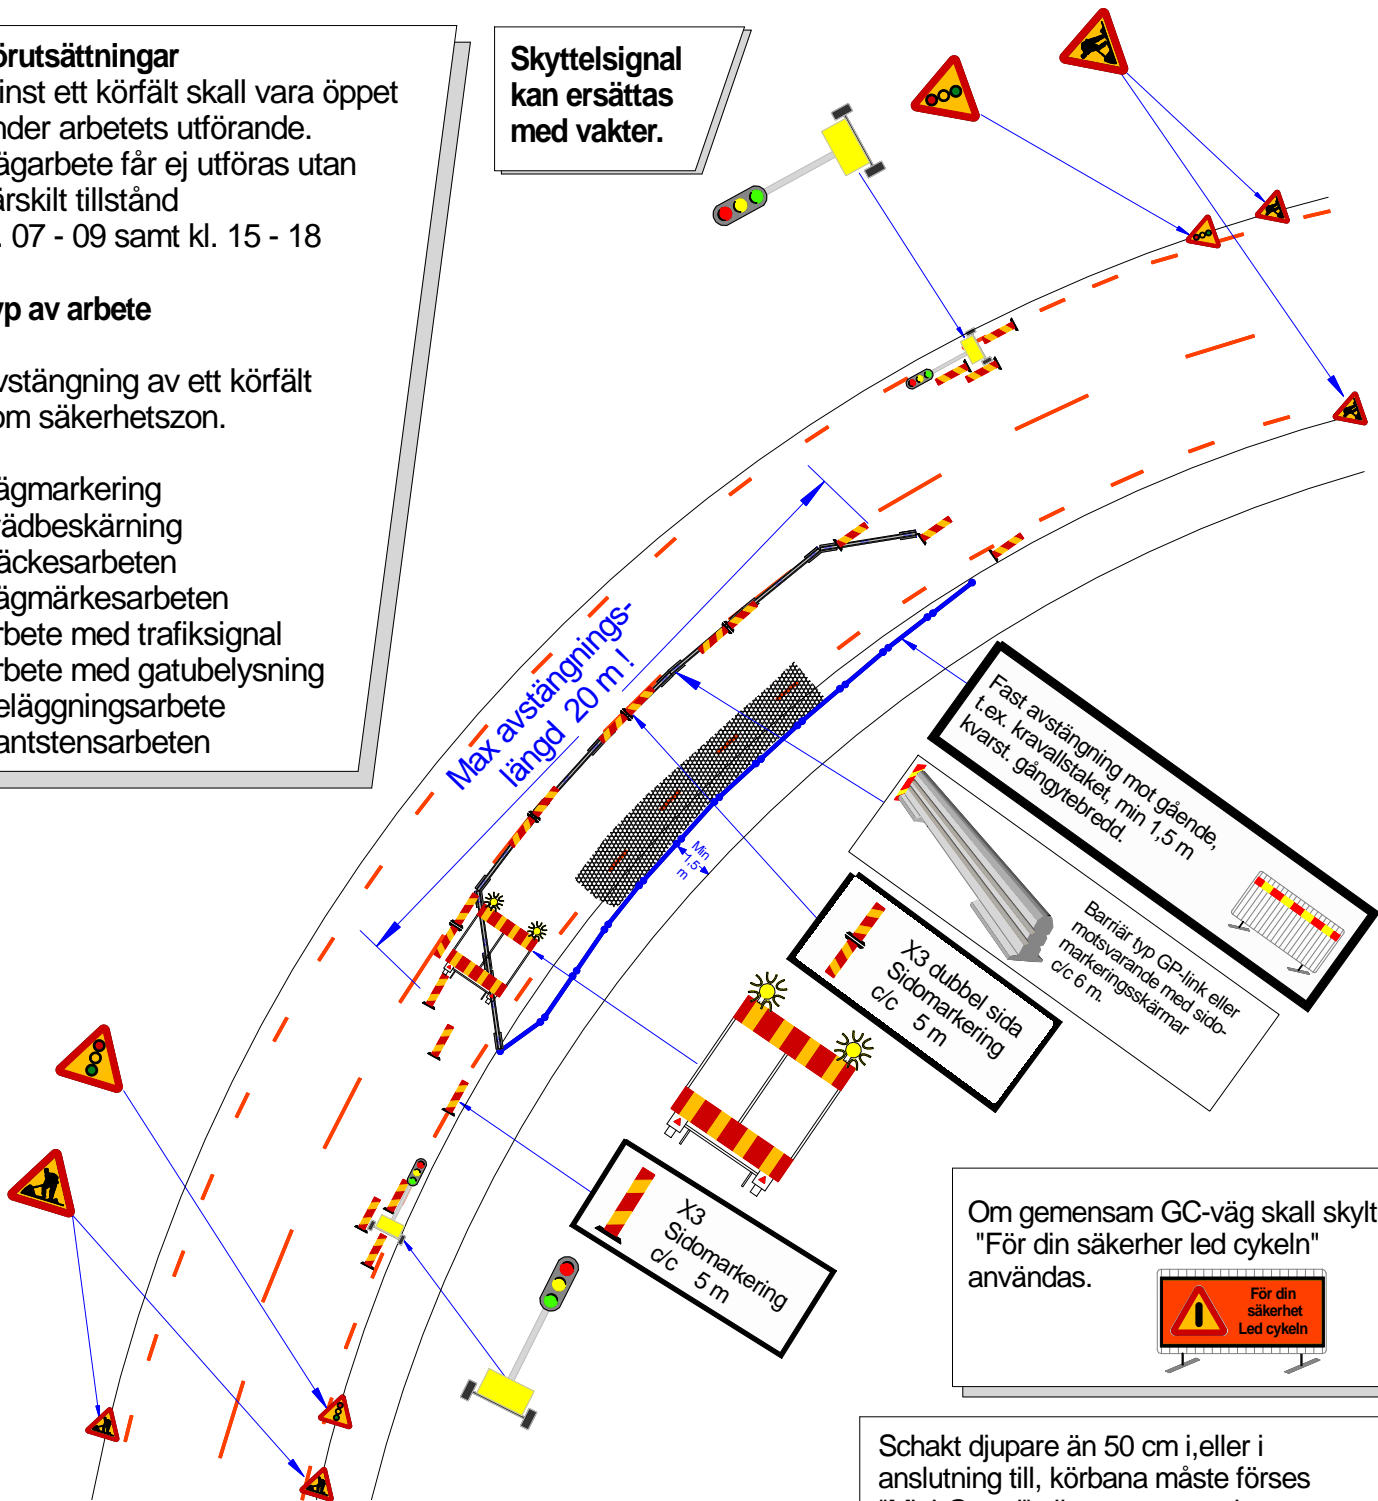 örutsättningar
inst ett körfält skall vara öppet
nder arbetets utförande.
ägarbete får ej utföras utan
ärskilt tillstånd
. 07 - 09 samt kl. 15 - 18
yp av arbete
vstängning av ett körfält
om säkerhetszon.
ägmarkering
rädbeskärning
äckesarbeten
ägmärkesarbeten
rbete med trafiksignal
rbete med gatubelysning
eläggningsarbete
antstensarbeten
Skyttelsignal
kan ersättas
med vakter.
Max avstängnings-
längd 20 m !
Min
1,5
m
Fast avstängning mot gående,
t.ex. kravallstaket, min 1,5 m
kvarst. gångytebredd.
Barriär typ GP-link eller
motsvarande med sido-
markeringsskärmar
c/c 6 m.
X3 dubbel sida
Sidomarkering
c/c 5 m
X3
Sidomarkering
c/c 5 m
Om gemensam GC-väg skall skylt
"För din säkerher led cykeln"
användas.
För din
säkerhet
Led cykeln
Schakt djupare än 50 cm i,eller i
anslutning till, körbana måste förses